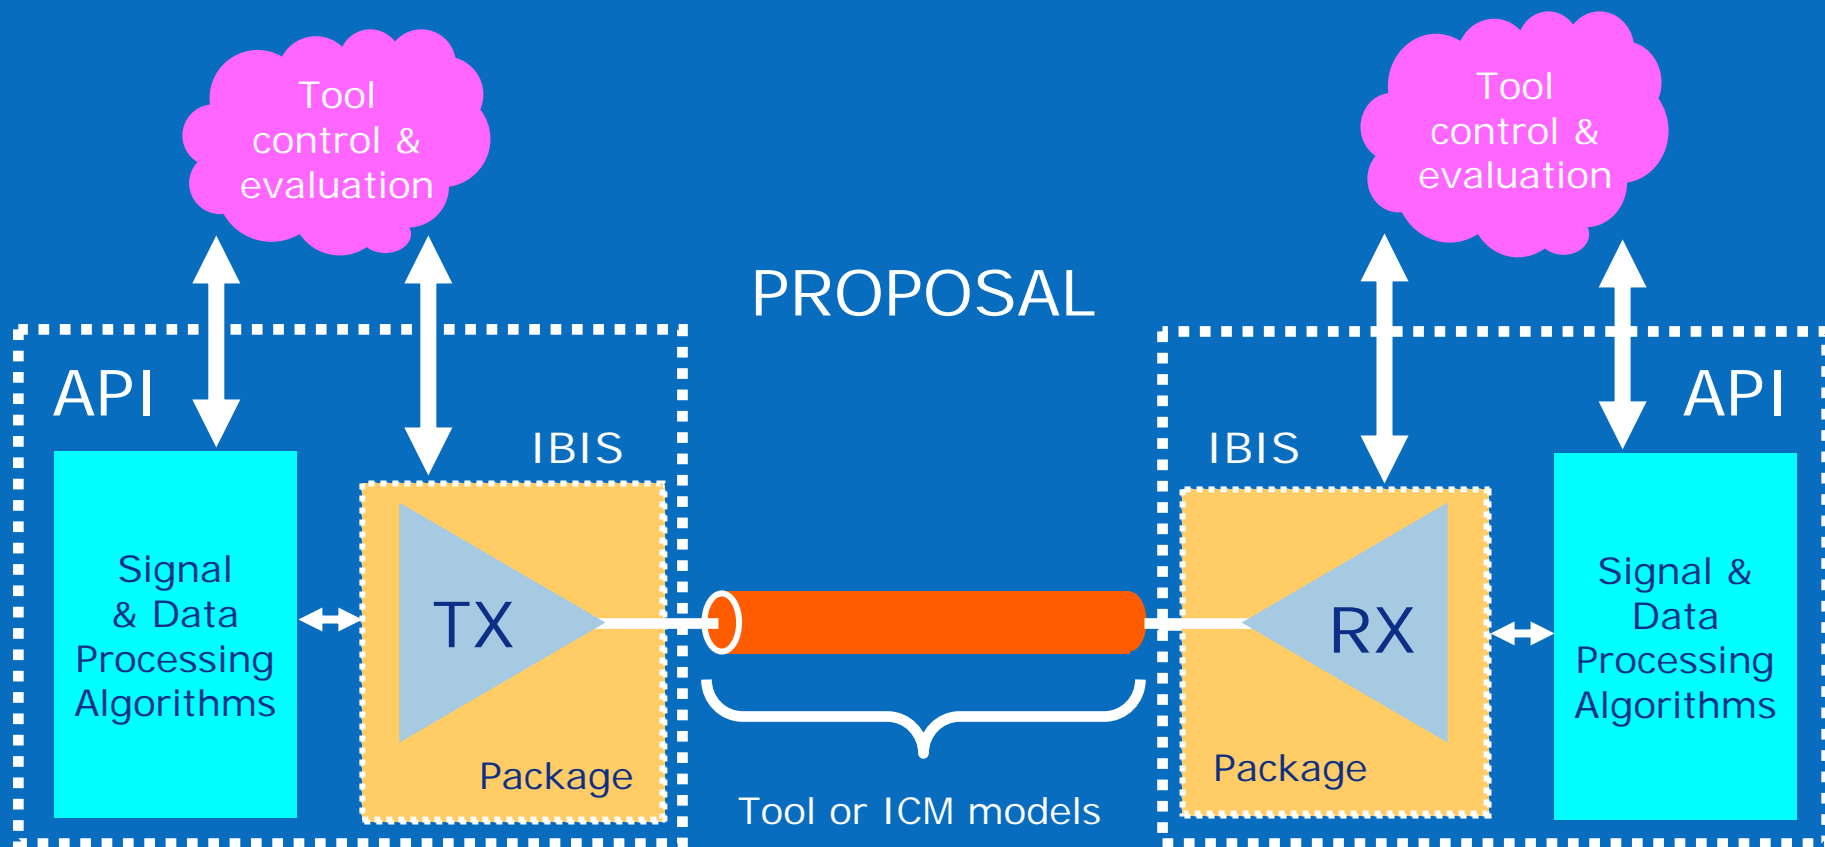 Tool
control &
evaluation
Tool
control &
evaluation
PROPOSAL
API
IBIS
Signal
& Data
Processing
Algorithms
TX
Package
Tool or ICM models
API
IBIS
RX
Package
Signal &
Data
Processing
Algorithms